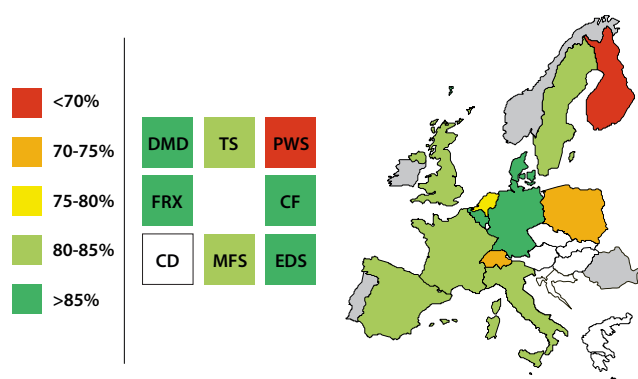 <70%
70-75%
75-80%
80-85%
>85%
DMD TS PWS
FRX CF
CD MFS EDS